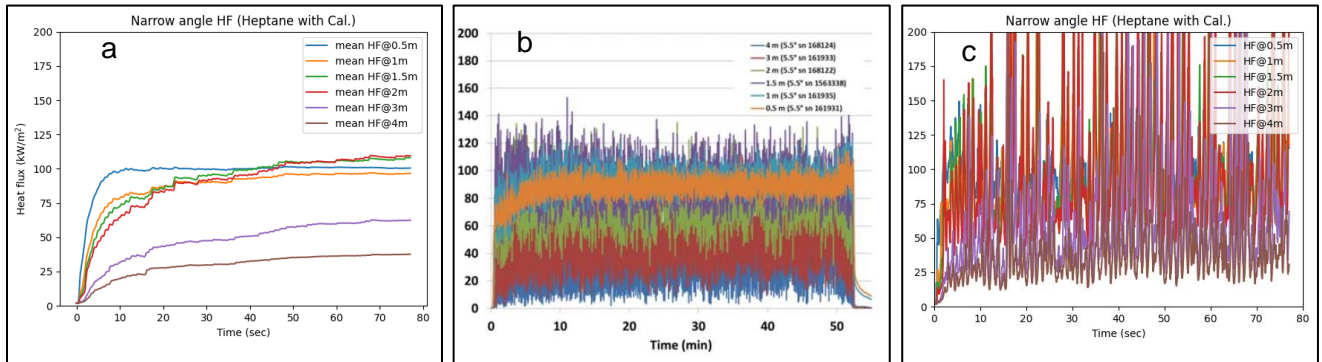 Narrow angle HF (Heptane with Cal.)
a
mean HF@0.5m
mean HF@1m
mean HF@1.5m
mean HF@2m
mean HF@3m
mean HF@4m
Heat flux (kW/m²)
200
175
150
125
100
75
50
25
0
0 10 20 30 40 50 60 70 80
Time (sec)
b
4 m (5.5° sn 168124)
3 m (5.5° sn 161933)
2 m (5.5° sn 168122)
1.5 m (5.5° sn 1563338)
1 m (5.5° sn 161935)
0.5 m (5.5° sn 161931)
200
180
160
140
120
100
80
60
40
20
0
0 10 20 30 40 50
Time (min)
Narrow angle HF (Heptane with Cal.)
c
HF@0.5m
HF@1m
HF@1.5m
HF@2m
HF@3m
HF@4m
200
175
150
125
100
75
50
25
0
0 10 20 30 40 50 60 70 80
Time (sec)